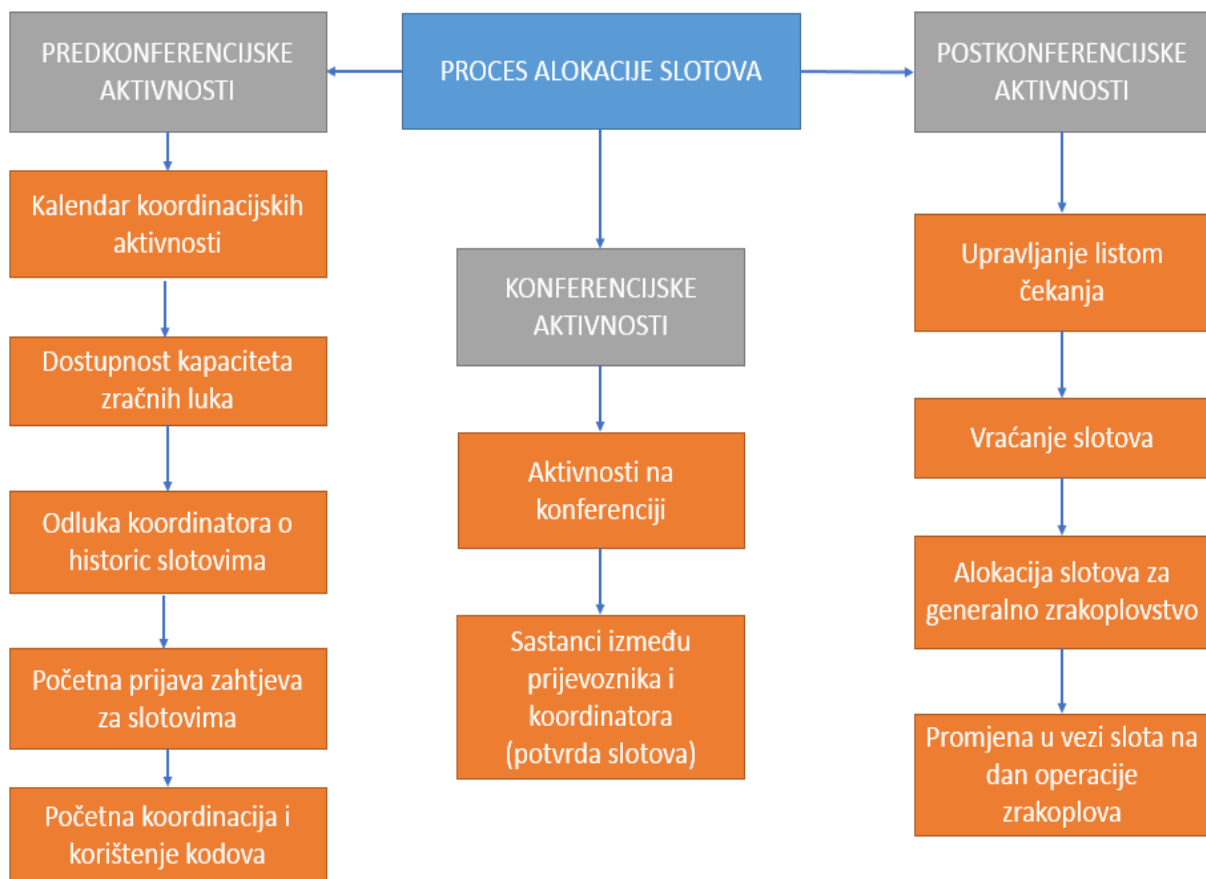 PREDKONFERENCIJSKE
AKTIVNOSTI
Kalendar koordinacijskih
aktivnosti
Dostupnost kapaciteta
zračnih luka
Odluka koordinatora o
historic slotovima
Početna prijava zahtjeva
za slotovima
Početna koordinacija i
korištenje kodova
PROCES ALOKACIJE SLOTOVA
KONFERENCIJSKE
AKTIVNOSTI
Aktivnosti na
konferenciji
Sastanci između
prijevoznika i
koordinatora
(potvrda slotova)
POSTKONFERENCIJSKE
AKTIVNOSTI
Upravljanje listom
čekanja
Vraćanje slotova
Alokacija slotova za
generalno zrakoplovstvo
Promjena u vezi slota na
dan operacije
zrakoplova